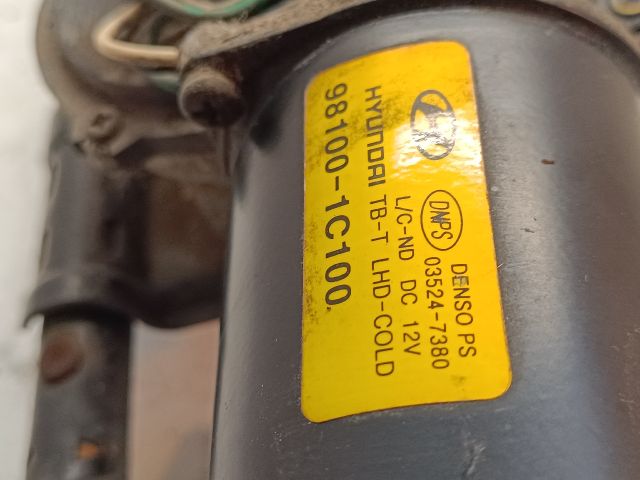 DENSO PS
DNPS 03524-7380
L/C-ND DC 12V
HYUNDAI TB-T LHD-COLD
98100-1C100